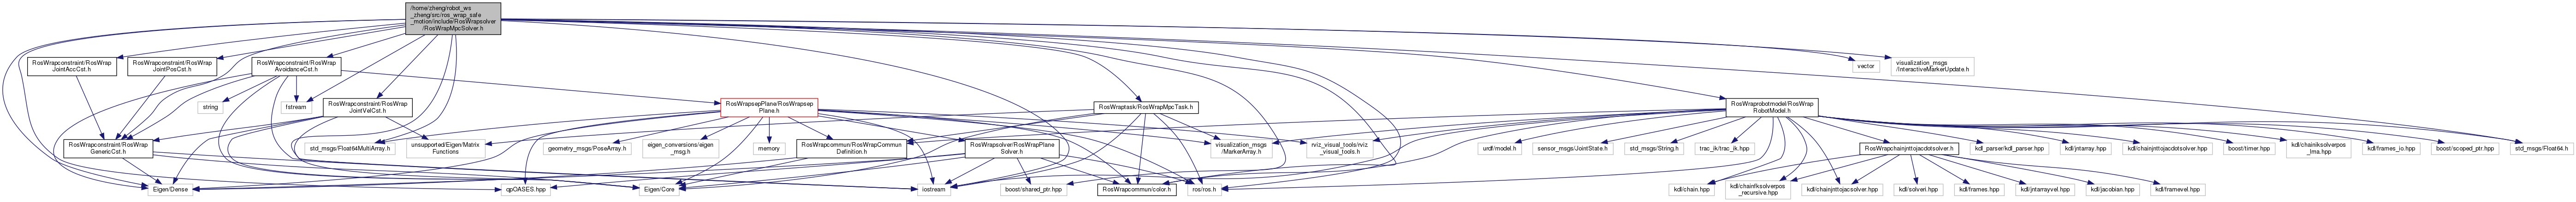 /home/zheng/robot_ws
_zheng/src/ros_wrap_safe
_motion/include/RosWrapsolver
/RosWrapMpcSolver.h
RosWrapconstraint/RosWrap
JointAccCst.h
RosWrapconstraint/RosWrap
JointPosCst.h
RosWrapconstraint/RosWrap
AvoidanceCst.h
vector
visualization_msgs
/InteractiveMarkerUpdate.h
string
fstream
RosWrapconstraint/RosWrap
JointVelCst.h
RosWrapsepPlane/RosWrapsep
Plane.h
RosWraptask/RosWrapMpcTask.h
RosWraprobotmodel/RosWrap
RobotModel.h
RosWrapconstraint/RosWrap
GenericCst.h
std_msgs/Float64MultiArray.h
unsupported/Eigen/Matrix
Functions
geometry_msgs/PoseArray.h
eigen_conversions/eigen
_msg.h
memory
RosWrapcommun/RosWrapCommun
Definition.h
RosWrapsolver/RosWrapPlane
Solver.h
visualization_msgs
/MarkerArray.h
rviz_visual_tools/rviz
_visual_tools.h
urdf/model.h
sensor_msgs/JointState.h
std_msgs/String.h
trac_ik/trac_ik.hpp
RosWrapchainjnttojacdotsolver.h
kdl_parser/kdl_parser.hpp
kdl/jntarray.hpp
kdl/chainjnttojacdotsolver.hpp
boost/timer.hpp
kdl/chainiksolverpos
_lma.hpp
kdl/frames_io.hpp
boost/scoped_ptr.hpp
std_msgs/Float64.h
Eigen/Dense
qpOASES.hpp
Eigen/Core
iostream
boost/shared_ptr.hpp
RosWrapcommun/color.h
ros/ros.h
kdl/chain.hpp
kdl/chainfksolverpos
_recursive.hpp
kdl/chainjnttojacsolver.hpp
kdl/solveri.hpp
kdl/frames.hpp
kdl/jntarrayvel.hpp
kdl/jacobian.hpp
kdl/framevel.hpp